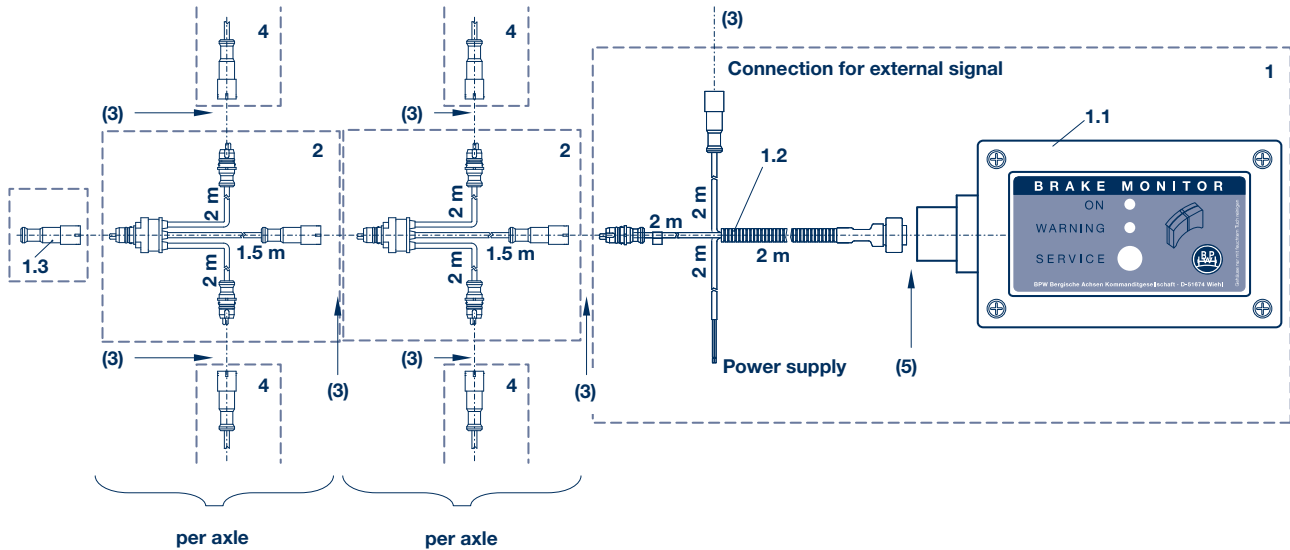 4
4
(3)
Connection for external signal
1
(3)
(3)
1.1
2
2
1.2
BRAKE MONITOR
ON
WARNING
SERVICE
BPW
BPW Bergische Achsen Kommanditgesellschaft · D-51674 Wiehl
2 m
2 m
2 m
2 m
1.3
1.5 m
1.5 m
2 m
2 m
2 m
2 m
(3)
(3)
Power supply
(5)
4
4
(3)
(3)
per axle
per axle